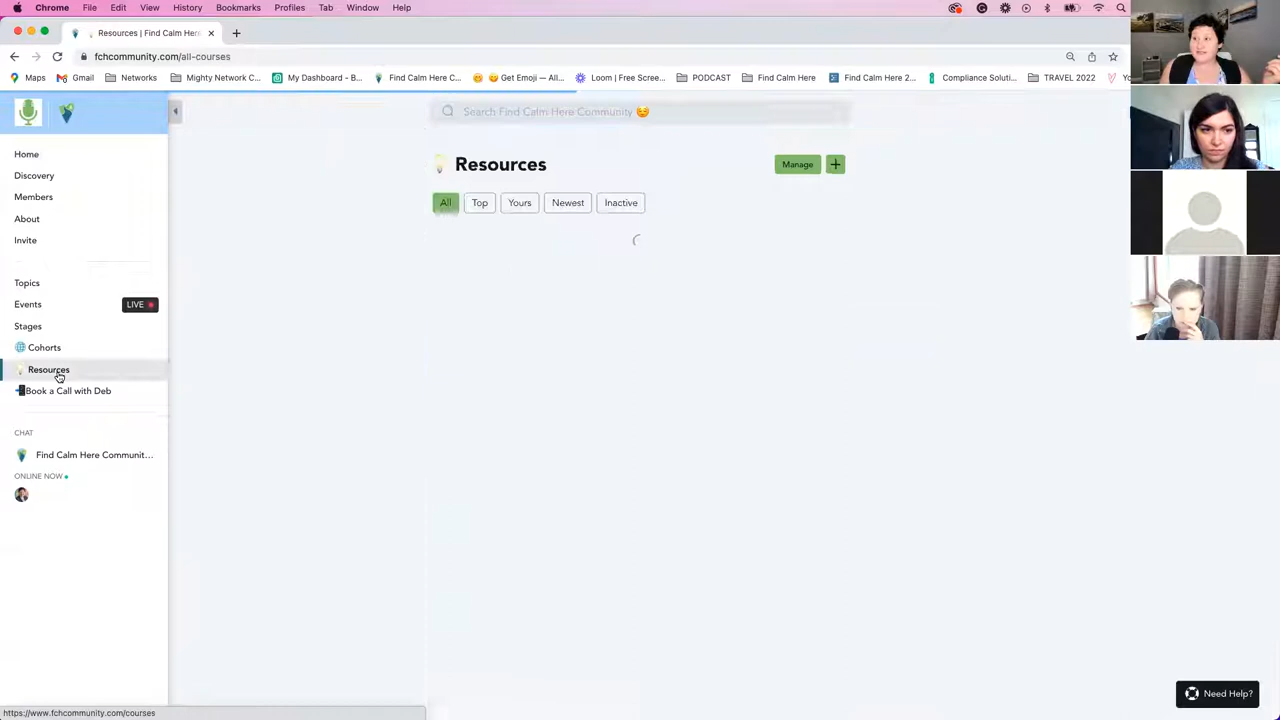 Chrome File Edit View History Bookmarks Profiles Tab Window Help
Resources | Find Calm Here
fchcommunity.com/all-courses
Maps Gmail Networks Mighty Network C... My Dashboard - B... Find Calm Here C... Get Emoji — All... Loom | Free Scree... PODCAST Find Calm Here Find Calm Here 2... Compliance Soluti... TRAVEL 2022
Search Find Calm Here Community
Home
Discovery
Members
About
Invite
Topics
Events LIVE
Stages
Cohorts
Resources
Book a Call with Deb
CHAT
Find Calm Here Communit...
ONLINE NOW
Resources Manage +
All Top Yours Newest Inactive
Need Help?
https://www.fchcommunity.com/courses